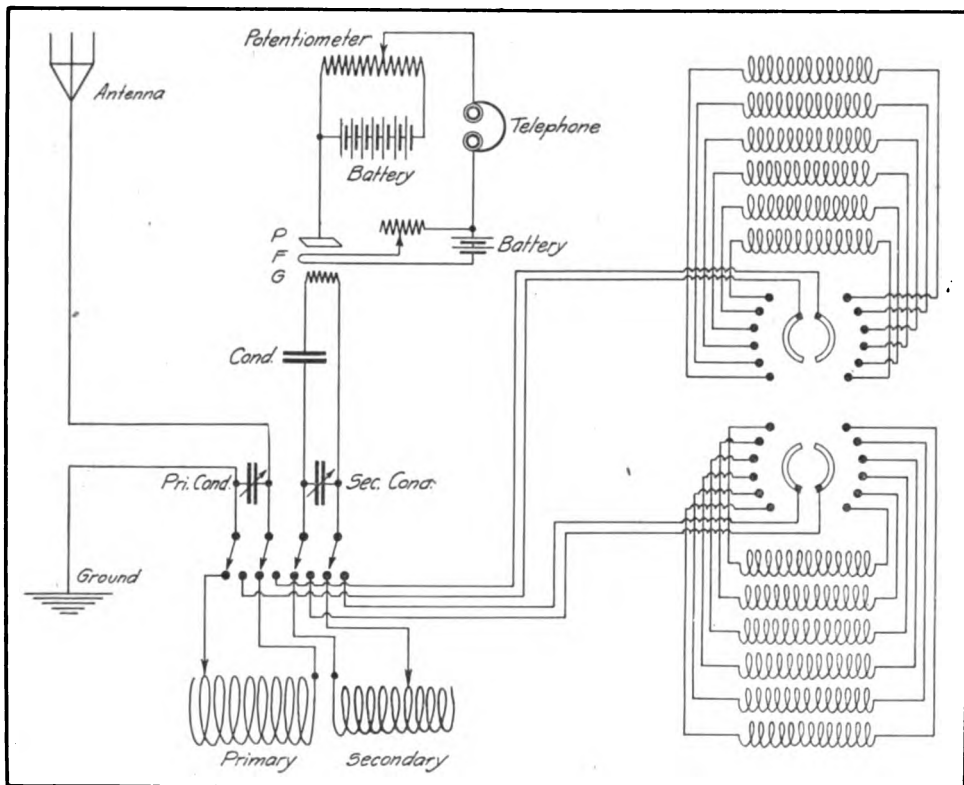 Potentiometer
Antenna
Telephone
Battery
P
F
Battery
G
Cond.
Pri. Cond.
Sec. Cond.
Ground
Primary
Secondary